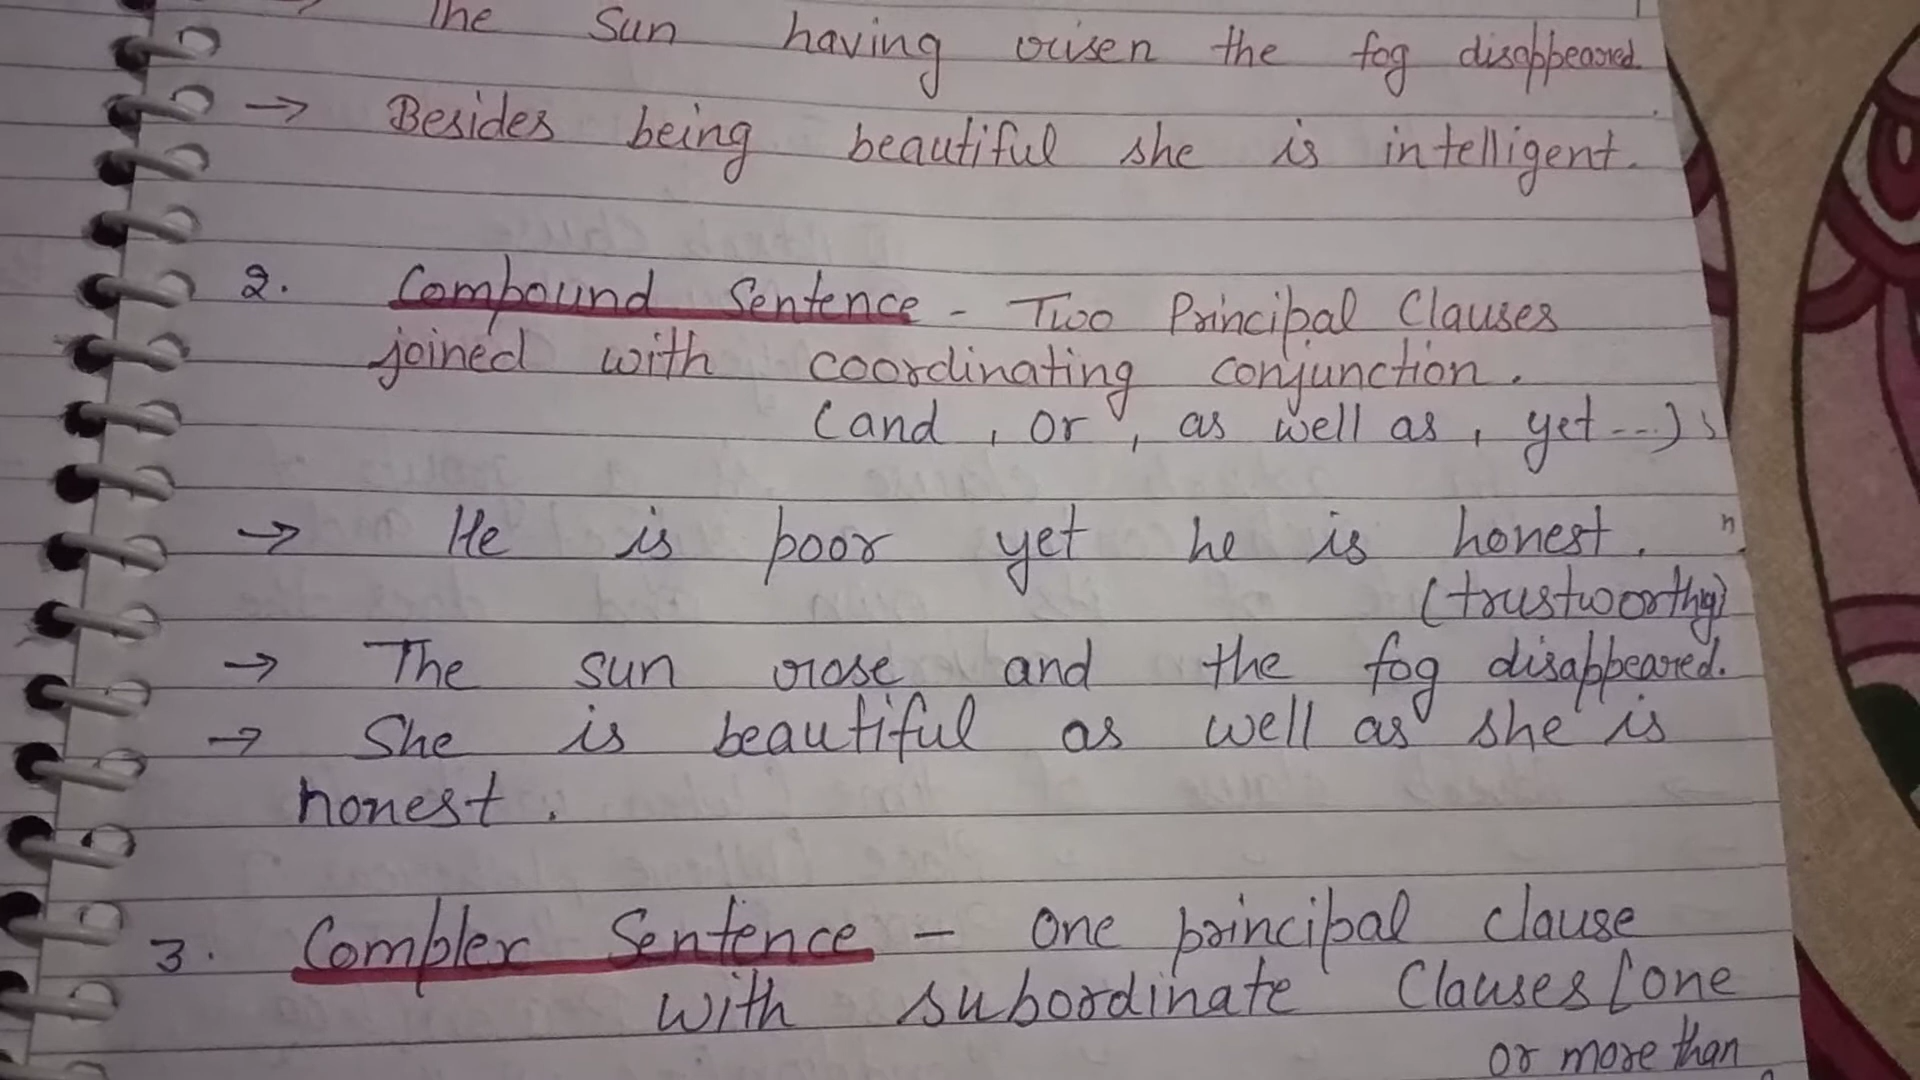 The sun having risen the fog disappeared.
→ Besides being beautiful she is intelligent.
2. Compound Sentence - Two Principal Clauses
joined with coordinating conjunction.
(and, or, as well as, yet ---)
→ He is poor yet he is honest.
(trustworthy)
→ The sun rose and the fog disappeared.
→ She is beautiful as well as she is
honest.
3. Complex Sentence - One principal clause
with subordinate Clauses [one
or more than